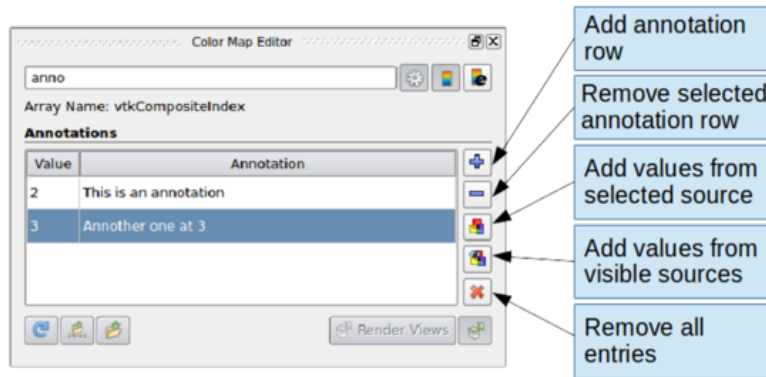 Color Map Editor
anno
Array Name: vtkCompositeIndex
Annotations
Value Annotation
2 This is an annotation
3 Annother one at 3
Render Views
Add annotation
row
Remove selected
annotation row
Add values from
selected source
Add values from
visible sources
Remove all
entries